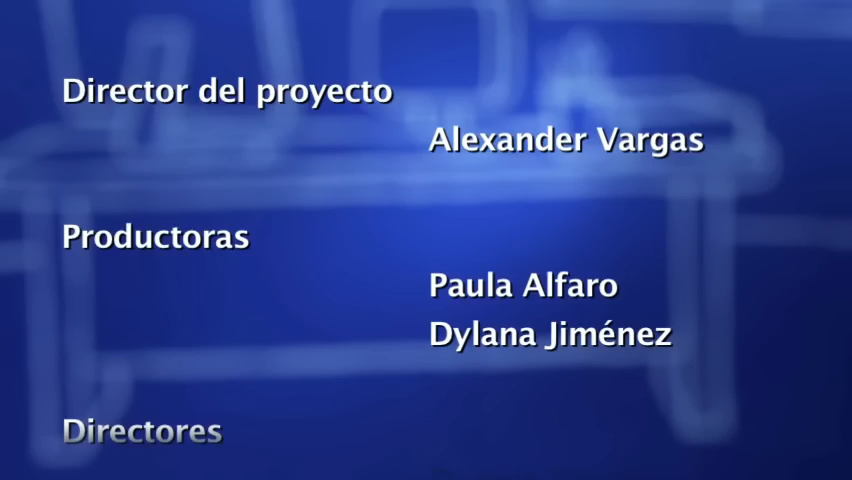 Director del proyecto
Alexander Vargas
Productoras
Paula Alfaro
Dylana Jiménez
Directores